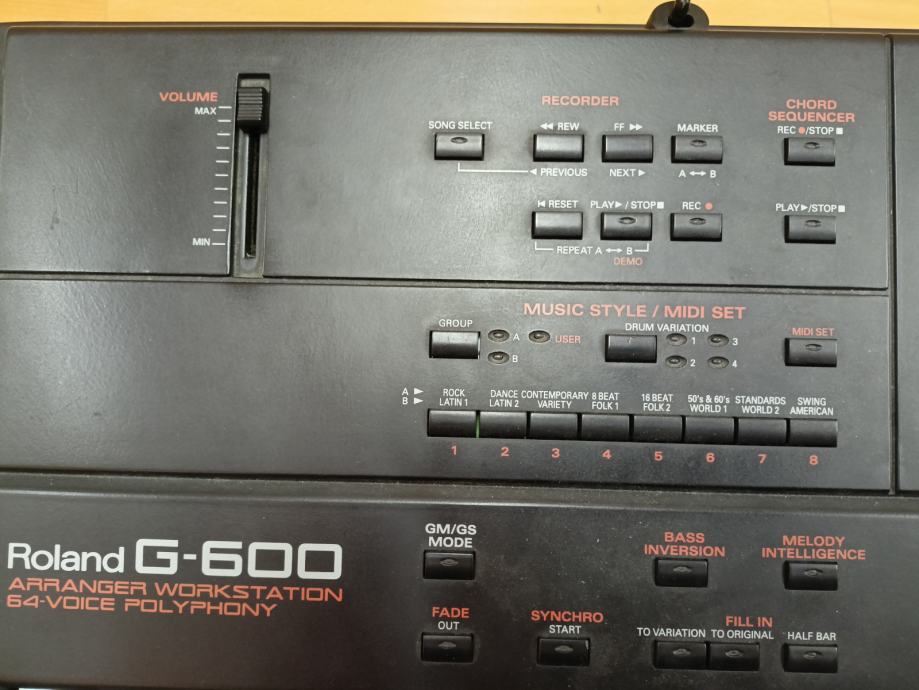 VOLUME
MAX
MIN
RECORDER
SONG SELECT
◀◀ REW
FF ▶▶
MARKER
◀ PREVIOUS
NEXT ▶
A ↔ B
|◀ RESET
PLAY▶ / STOP■
REC ●
REPEAT A ↔ B
DEMO
CHORD
SEQUENCER
REC ●/STOP ■
PLAY▶/STOP■
MUSIC STYLE / MIDI SET
GROUP
A
B
USER
DRUM VARIATION
1
3
2
4
MIDI SET
A ▶ ROCK DANCE CONTEMPORARY 8 BEAT 16 BEAT 50's & 60's STANDARDS SWING
B ▶ LATIN 1 LATIN 2 VARIETY FOLK 1 FOLK 2 WORLD 1 WORLD 2 AMERICAN
1 2 3 4 5 6 7 8
Roland G-600
ARRANGER WORKSTATION
64-VOICE POLYPHONY
GM/GS
MODE
BASS
INVERSION
MELODY
INTELLIGENCE
FADE
OUT
SYNCHRO
START
FILL IN
TO VARIATION TO ORIGINAL HALF BAR